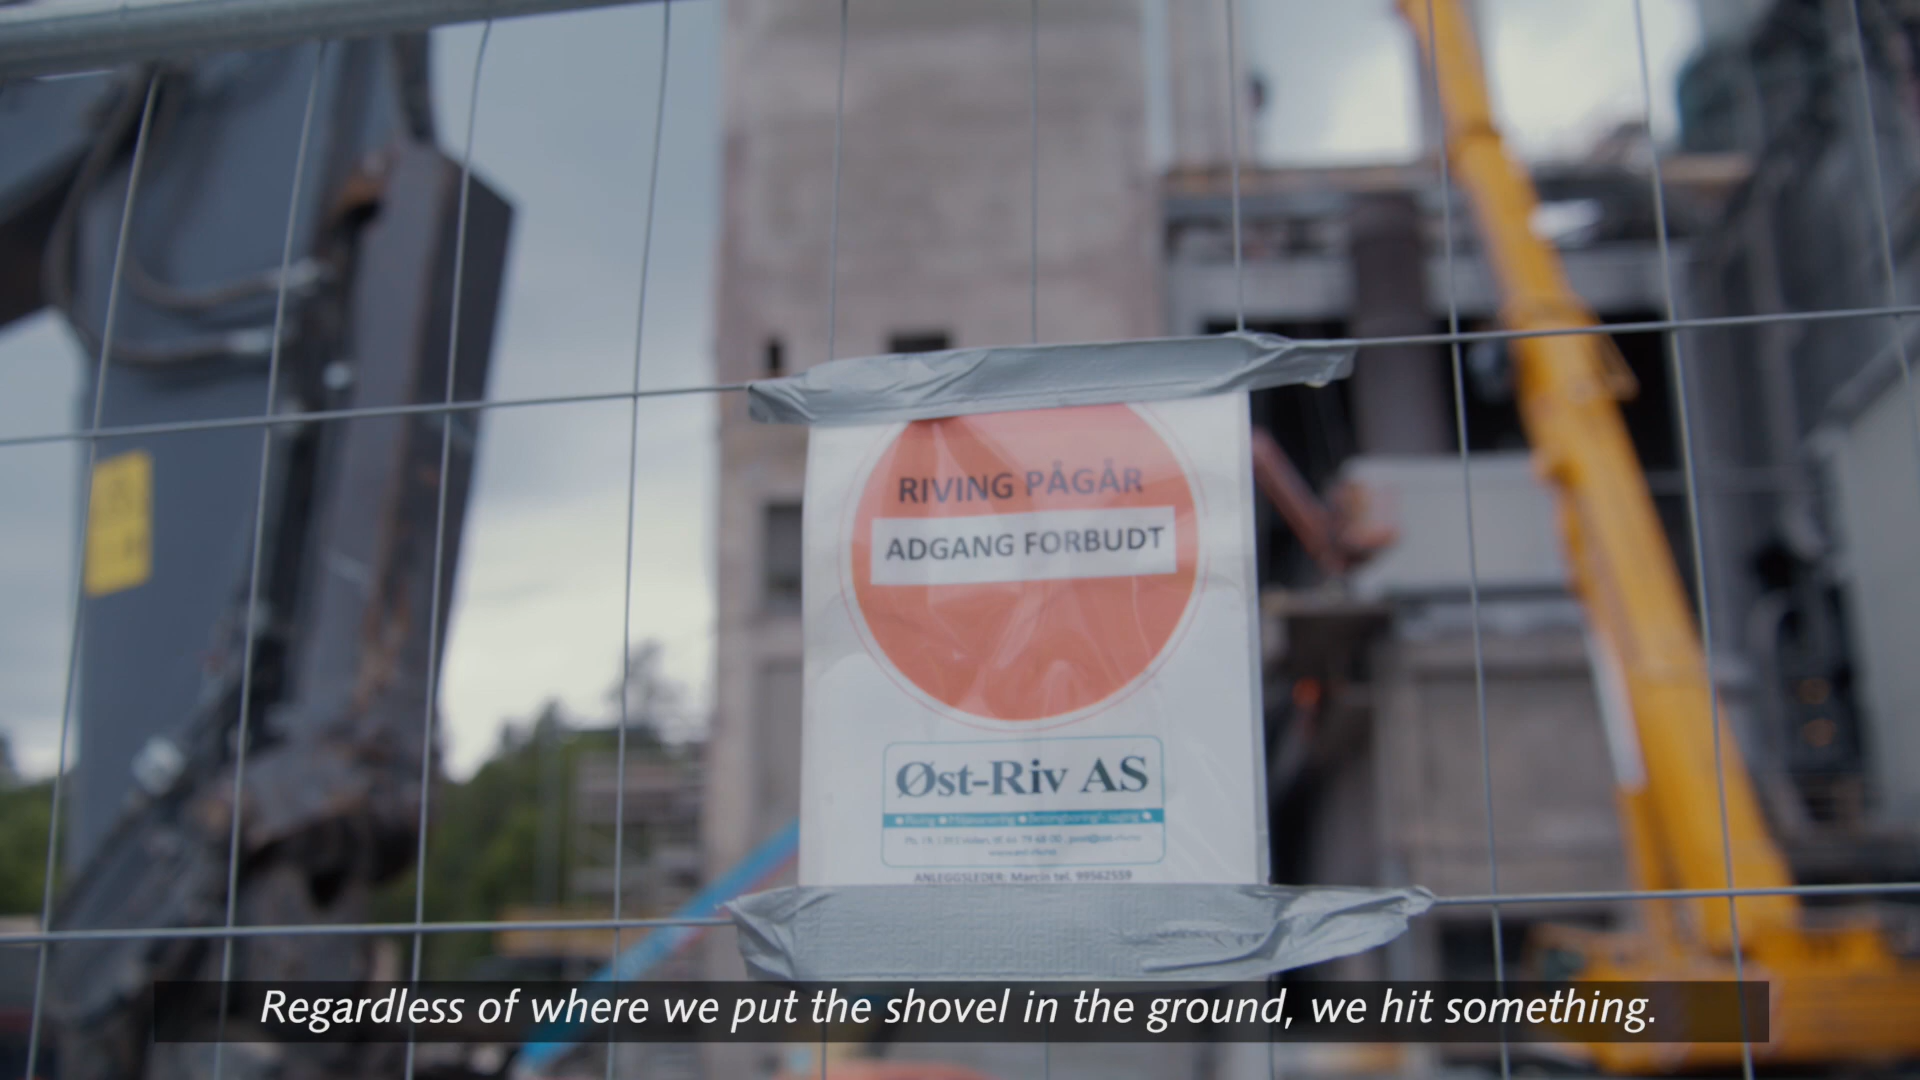 RIVING PÅGÅR
ADGANG FORBUDT
Øst-Riv AS
ANLEGGSLEDER: Marcin tel. 99562559
Regardless of where we put the shovel in the ground, we hit something.